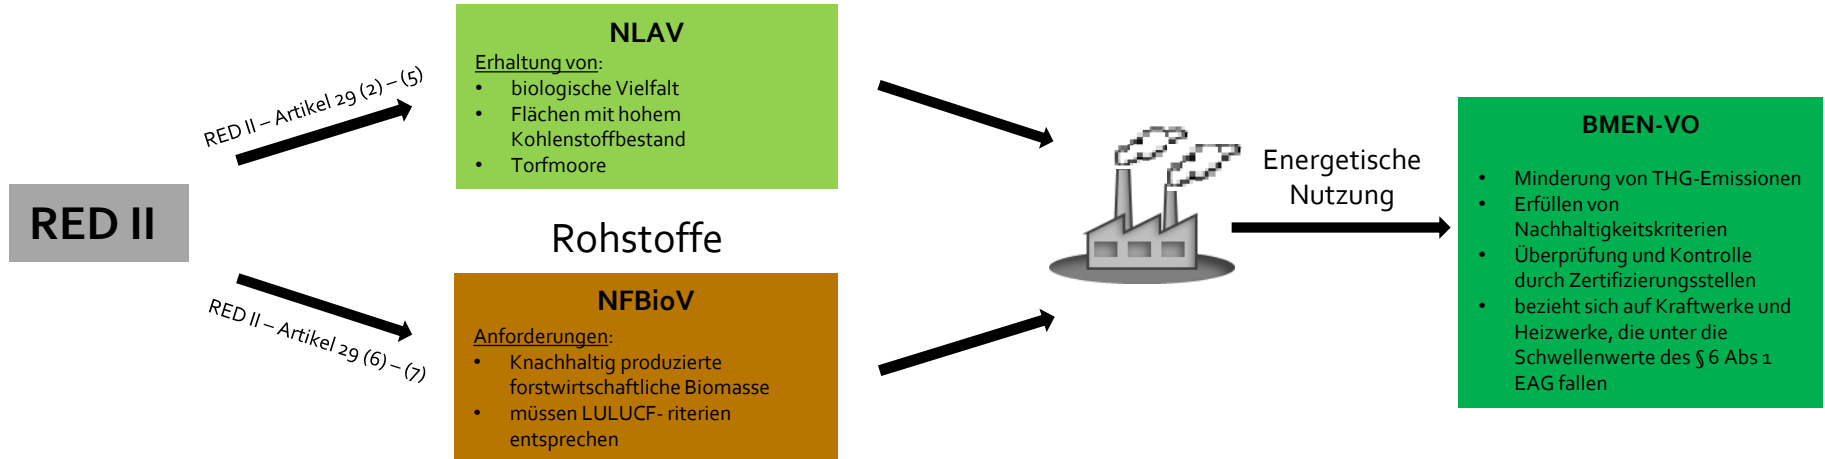 RED II
RED II – Artikel 29 (2) – (5)
RED II – Artikel 29 (6) – (7)
NLAV
Erhaltung von:
• biologische Vielfalt
• Flächen mit hohem
Kohlenstoffbestand
• Torfmoore
Rohstoffe
NFBioV
Anforderungen:
• Knachhaltig produzierte
forstwirtschaftliche Biomasse
• müssen LULUCF- riterien
entsprechen
Energetische
Nutzung
BMEN-VO
• Minderung von THG-Emissionen
• Erfüllen von
Nachhaltigkeitskriterien
• Überprüfung und Kontrolle
durch Zertifizierungsstellen
• bezieht sich auf Kraftwerke und
Heizwerke, die unter die
Schwellenwerte des § 6 Abs 1
EAG fallen